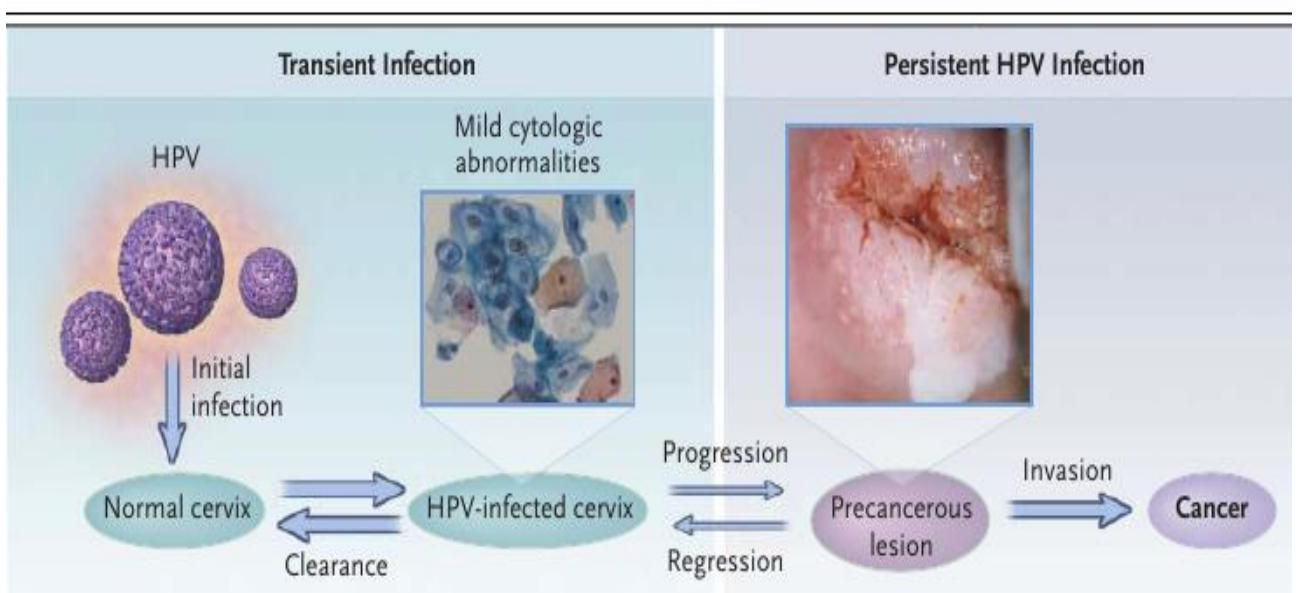 Transient Infection
Persistent HPV Infection
HPV
Mild cytologic
abnormalities
Initial
infection
Normal cervix
Clearance
HPV-infected cervix
Progression
Regression
Precancerous
lesion
Invasion
Cancer